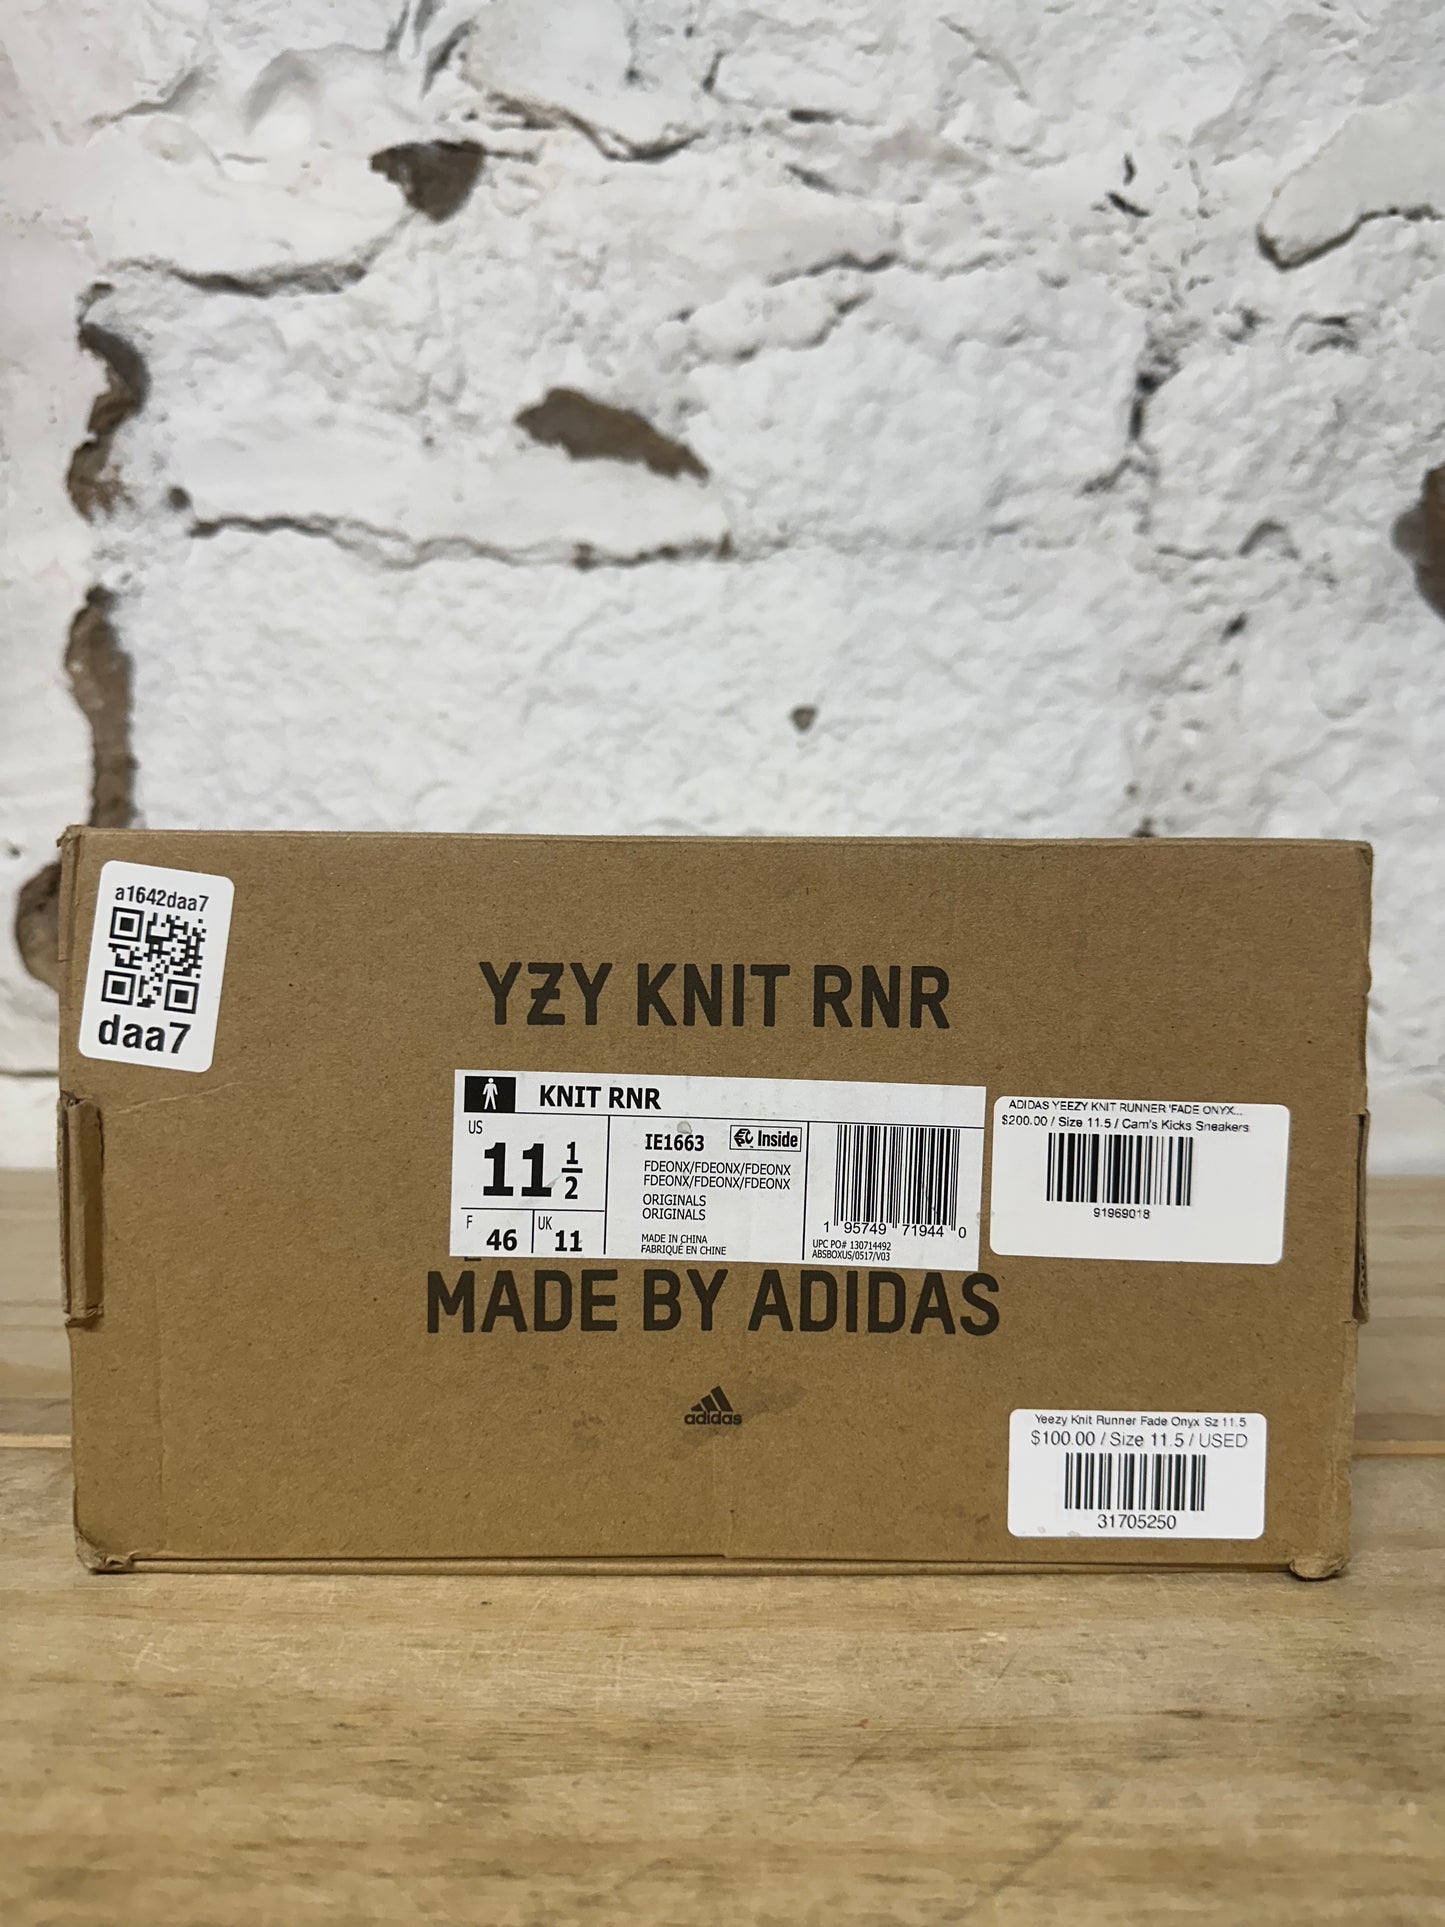 a1642daa7
daa7
YZY KNIT RNR
KNIT RNR
US
11 1/2
F
46
UK
11
IE1663
Inside
FDEONX/FDEONX/FDEONX
FDEONX/FDEONX/FDEONX
ORIGINALS
ORIGINALS
MADE IN CHINA
FABRIQUÉ EN CHINE
1 95749 71944 0
UPC PO# 130714492
ABSBOXUS/0517/V03
ADIDAS YEEZY KNIT RUNNER 'FADE ONYX...
$200.00 / Size 11.5 / Cam's Kicks Sneakers
91969018
MADE BY ADIDAS
adidas
Yeezy Knit Runner Fade Onyx Sz 11.5
$100.00 / Size 11.5 / USED
31705250